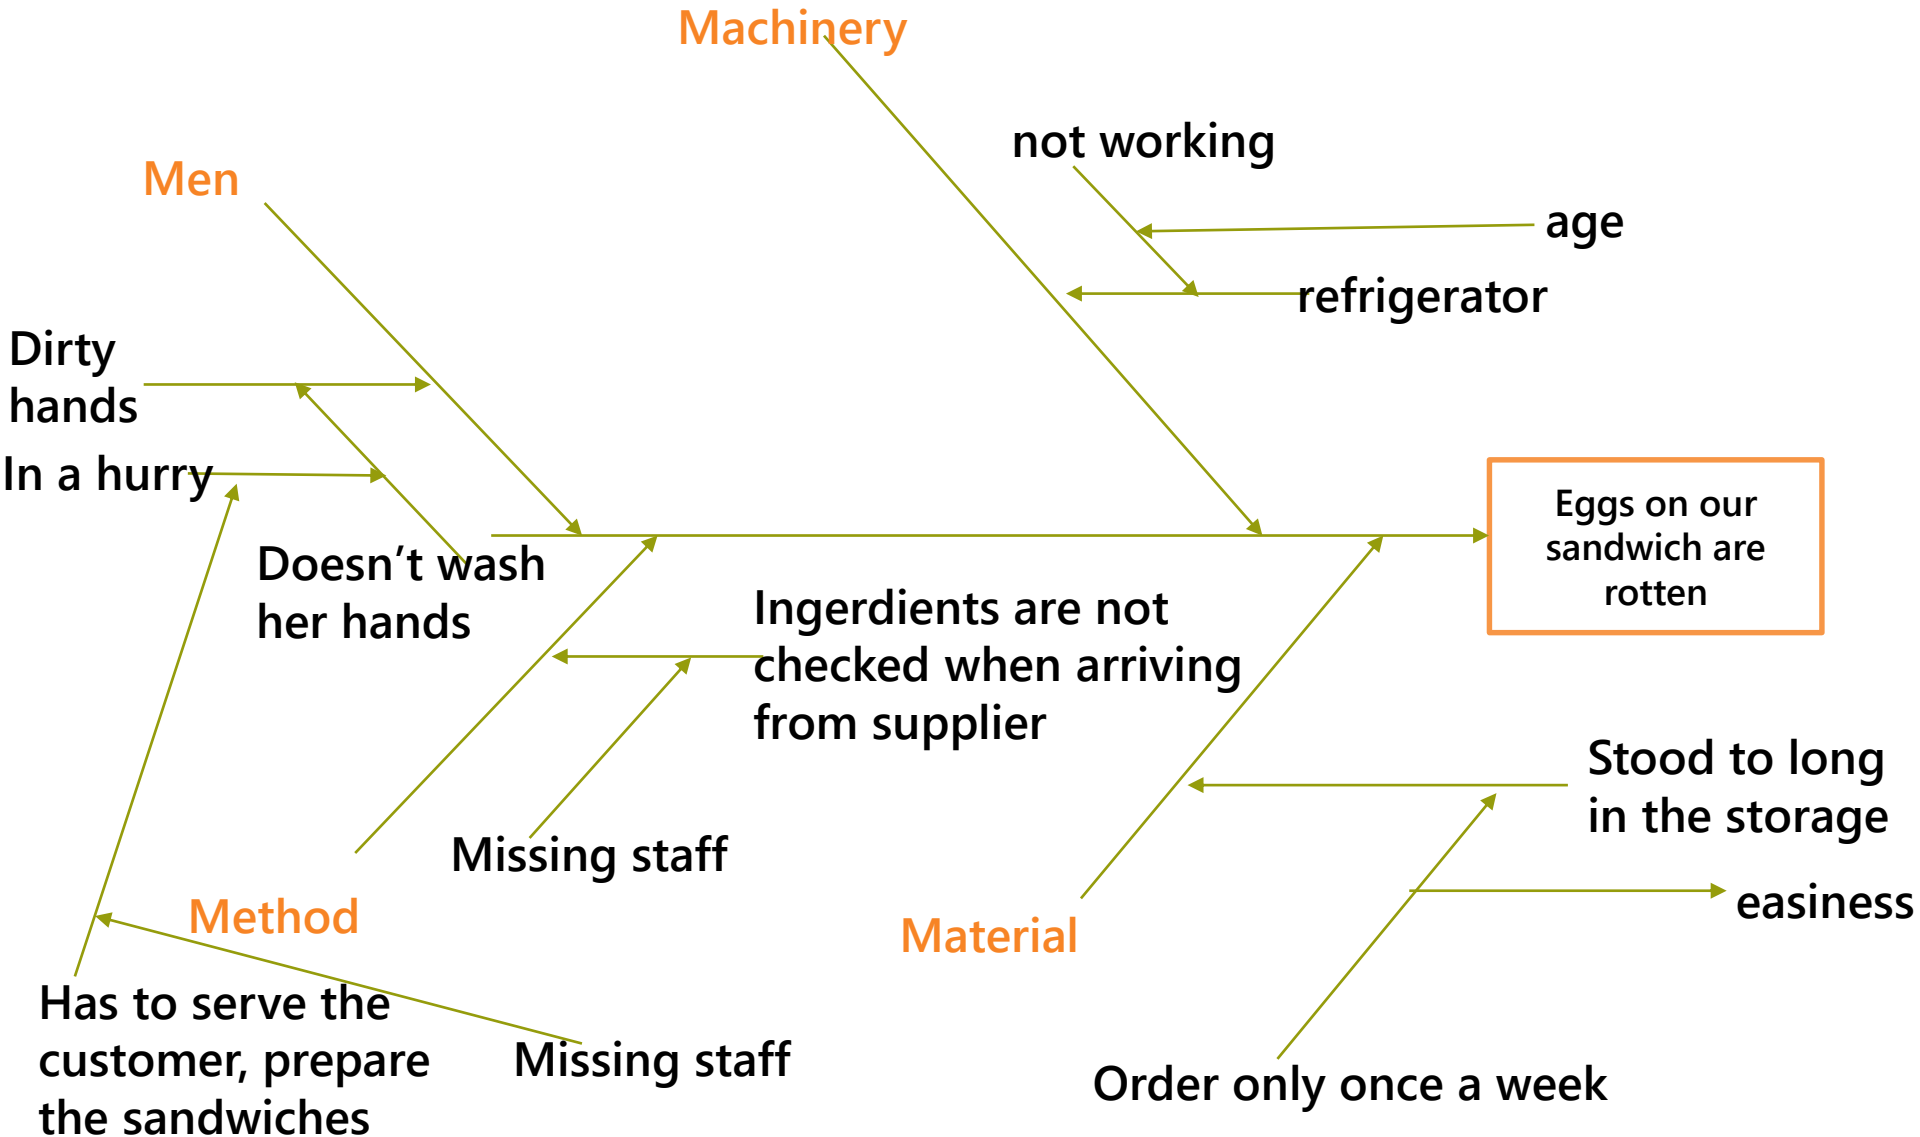 Machinery
not working
Men
age
refrigerator
Dirty
hands
In a hurry
Eggs on our
sandwich are
rotten
Doesn’t wash
her hands
Ingerdients are not
checked when arriving
from supplier
Stood to long
in the storage
Missing staff
easiness
Method
Material
Has to serve the
customer, prepare
the sandwiches
Missing staff
Order only once a week